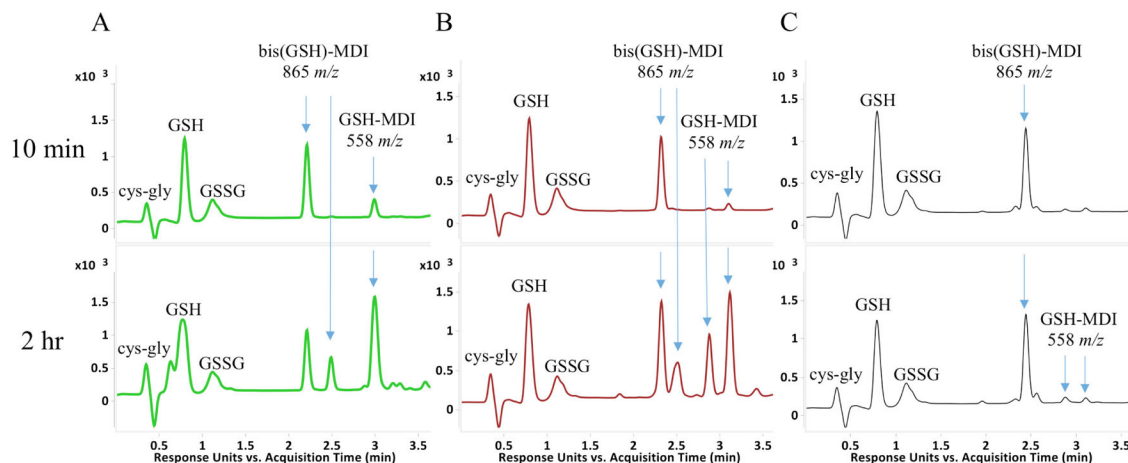 A
B
C
bis(GSH)-MDI
865 m/z
bis(GSH)-MDI
865 m/z
bis(GSH)-MDI
865 m/z
x10 3
x10 3
x10 3
10 min
1.5
1
0.5
0
cys-gly
GSH
GSSG
GSH-MDI
558 m/z
1.5
1
0.5
0
cys-gly
GSH
GSSG
GSH-MDI
558 m/z
1.5
1
0.5
0
cys-gly
GSH
GSSG
2 hr
x10 3
1.5
1
0.5
0
cys-gly
GSH
GSSG
x10 3
1.5
1
0.5
0
cys-gly
GSH
GSSG
x10 3
1.5
1
0.5
0
cys-gly
GSH
GSSG
GSH-MDI
558 m/z
0.5 1 1.5 2 2.5 3 3.5
Response Units vs. Acquisition Time (min)
0.5 1 1.5 2 2.5 3 3.5
Response Units vs. Acquisition Time (min)
0.5 1 1.5 2 2.5 3 3.5
Response Units vs. Acquisition Time (min)